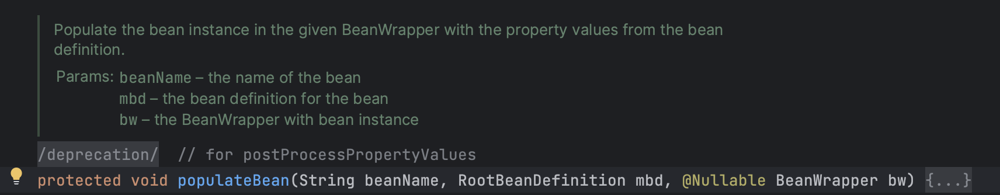 Populate the bean instance in the given BeanWrapper with the property values from the bean
definition.
Params: beanName – the name of the bean
mbd – the bean definition for the bean
bw – the BeanWrapper with bean instance
/deprecation/ // for postProcessPropertyValues
protected void populateBean(String beanName, RootBeanDefinition mbd, @Nullable BeanWrapper bw) {...}